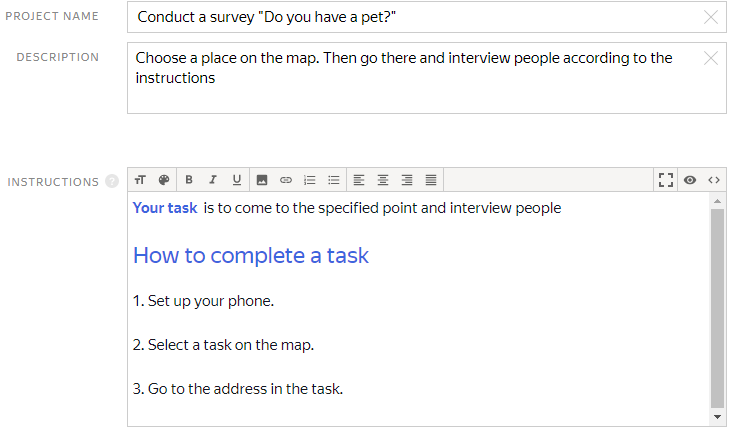 PROJECT NAME
Conduct a survey "Do you have a pet?"
DESCRIPTION
Choose a place on the map. Then go there and interview people according to the
instructions
INSTRUCTIONS ?
B I U
Your task is to come to the specified point and interview people
How to complete a task
1. Set up your phone.
2. Select a task on the map.
3. Go to the address in the task.